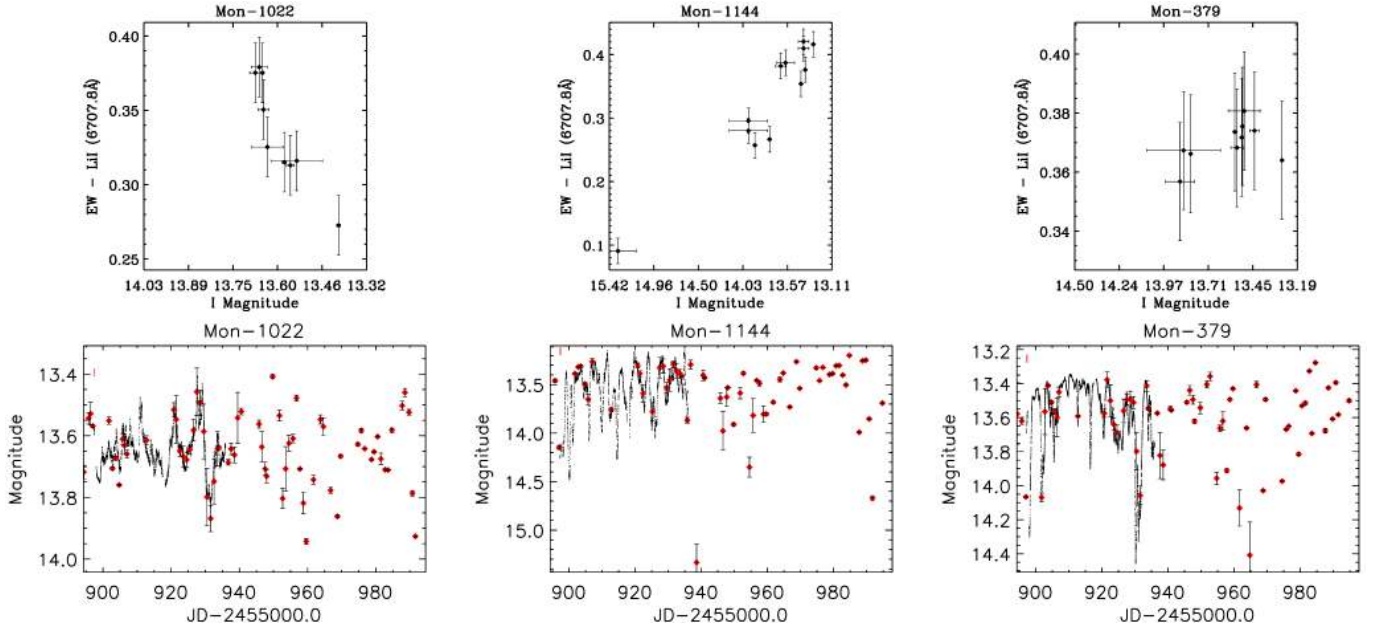 Mon-1022
EW - LiI (6707.8Å)
0.40
0.35
0.30
0.25
14.03 13.89 13.75 13.60 13.46 13.32
I Magnitude
Mon-1144
EW - LiI (6707.8Å)
0.4
0.3
0.2
0.1
15.42 14.96 14.50 14.03 13.57 13.11
I Magnitude
Mon-379
EW - LiI (6707.8Å)
0.40
0.38
0.36
0.34
14.50 14.24 13.97 13.71 13.45 13.19
I Magnitude
Mon-1022
Magnitude
13.4
13.6
13.8
14.0
900 920 940 960 980
JD-2455000.0
Mon-1144
Magnitude
13.5
14.0
14.5
15.0
900 920 940 960 980
JD-2455000.0
Mon-379
Magnitude
13.2
13.4
13.6
13.8
14.0
14.2
14.4
900 920 940 960 980
JD-2455000.0